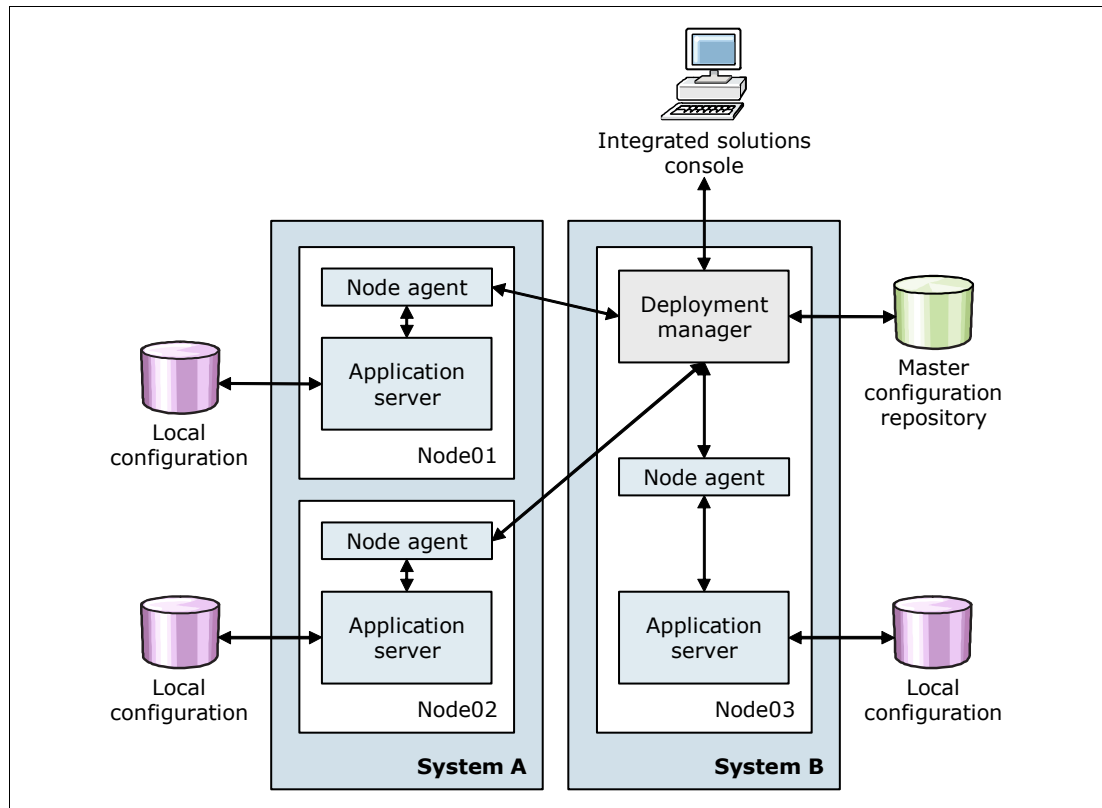 Integrated solutions
console
Node agent
Application
server
Node01
Local
configuration
Node agent
Application
server
Node02
Local
configuration
System A
Deployment
manager
Master
configuration
repository
Node agent
Application
server
Node03
Local
configuration
System B